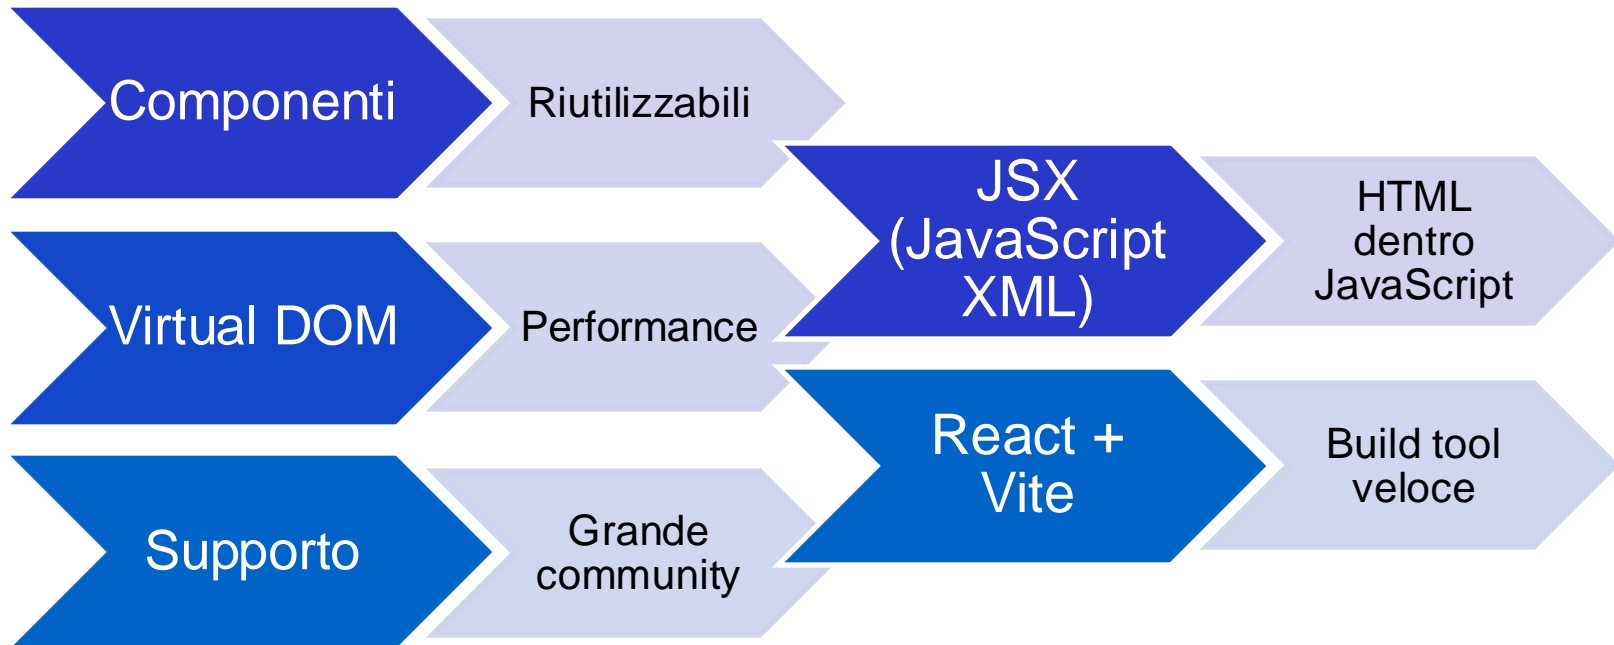 Componenti
Riutilizzabili
Virtual DOM
Performance
Supporto
Grande
community
JSX
(JavaScript
XML)
HTML
dentro
JavaScript
React +
Vite
Build tool
veloce